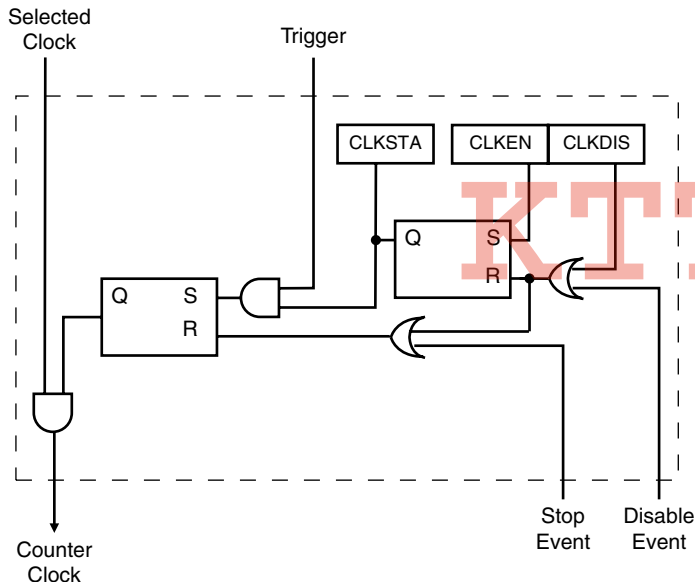 Selected
Clock
Trigger
CLKSTA
CLKEN
CLKDIS
Q
S
R
Q
S
R
Stop
Event
Disable
Event
Counter
Clock